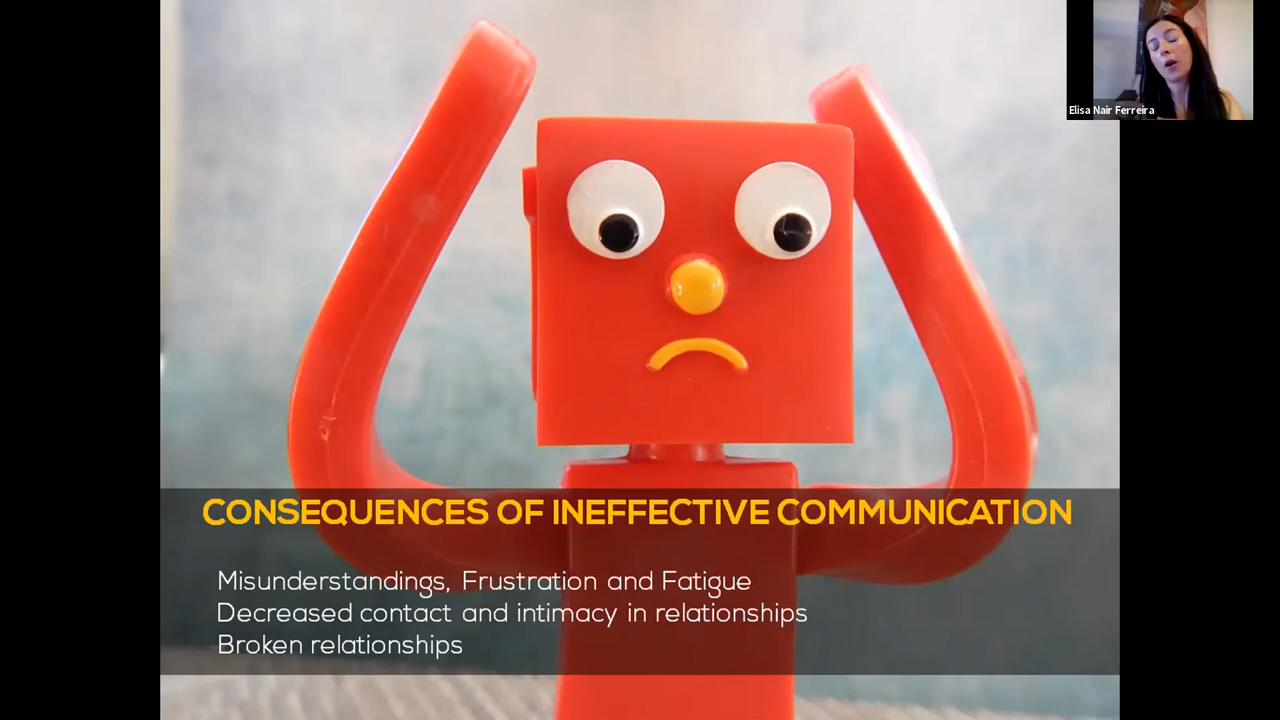 Elisa Nair Ferreira
CONSEQUENCES OF INEFFECTIVE COMMUNICATION
Misunderstandings, Frustration and Fatigue
Decreased contact and intimacy in relationships
Broken relationships